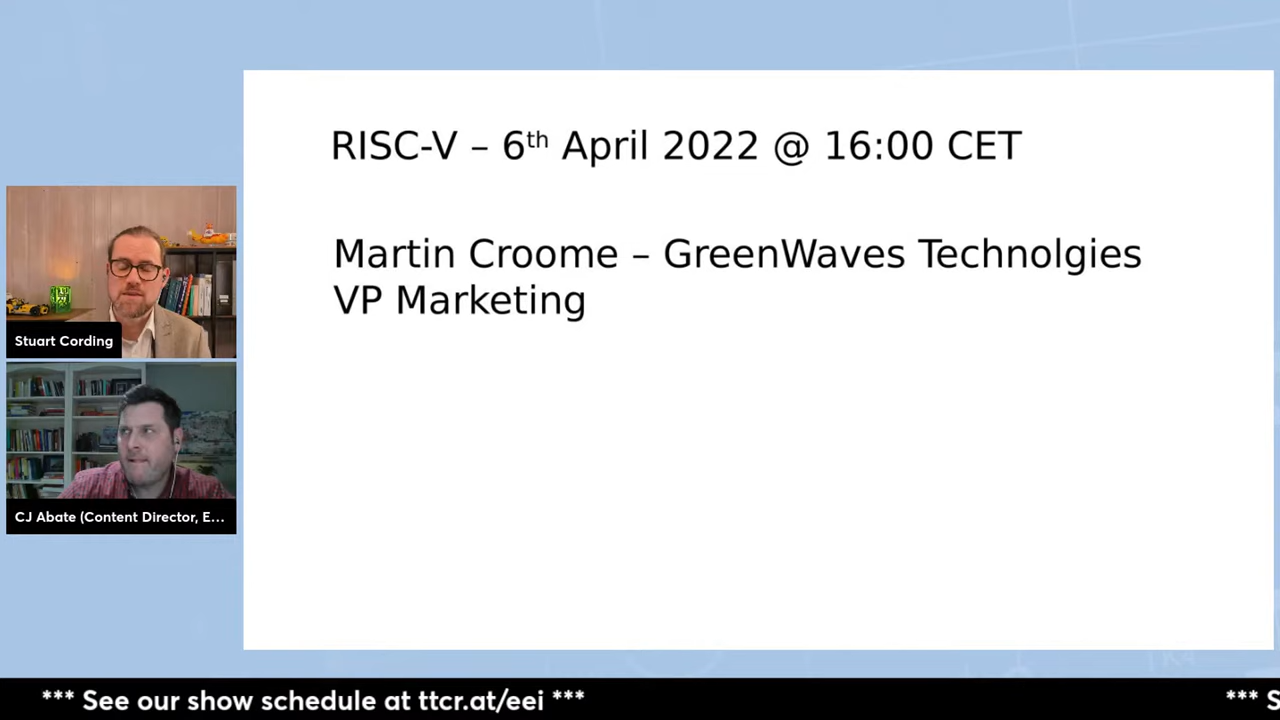 RISC-V – 6th April 2022 @ 16:00 CET
Martin Croome – GreenWaves Technolgies
VP Marketing
Stuart Cording
CJ Abate (Content Director, E...
*** See our show schedule at ttcr.at/eei ***
*** S